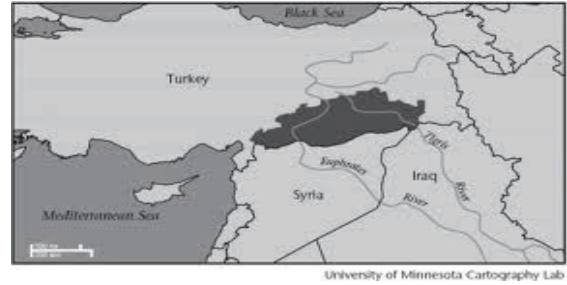 Black Sea
Turkey
Tigris
Euphrates
Iraq
Syria
River
River
Mediterranean Sea
University of Minnesota Cartography Lab